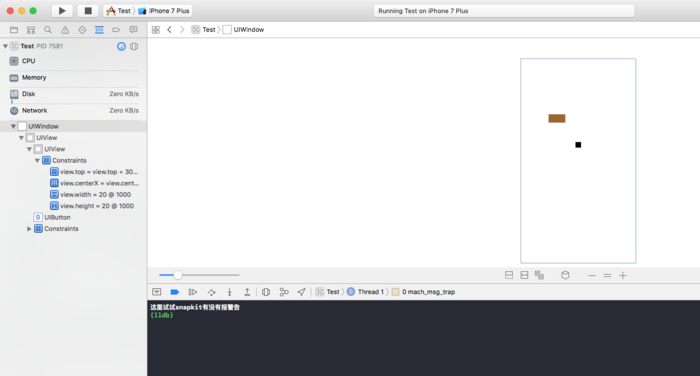 Test
iPhone 7 Plus
Running Test on iPhone 7 Plus
Test PID 7581
Test
UIWindow
CPU
Memory
Disk Zero KB/s
Network Zero KB/s
UIWindow
UIView
UIView
Constraints
view.top = view.top + 30...
view.centerX = view.cent...
view.width = 20 @ 1000
view.height = 20 @ 1000
UIButton
Constraints
Test
Thread 1
0 mach_msg_trap
这里试试snapkit有没有报警告
(lldb)